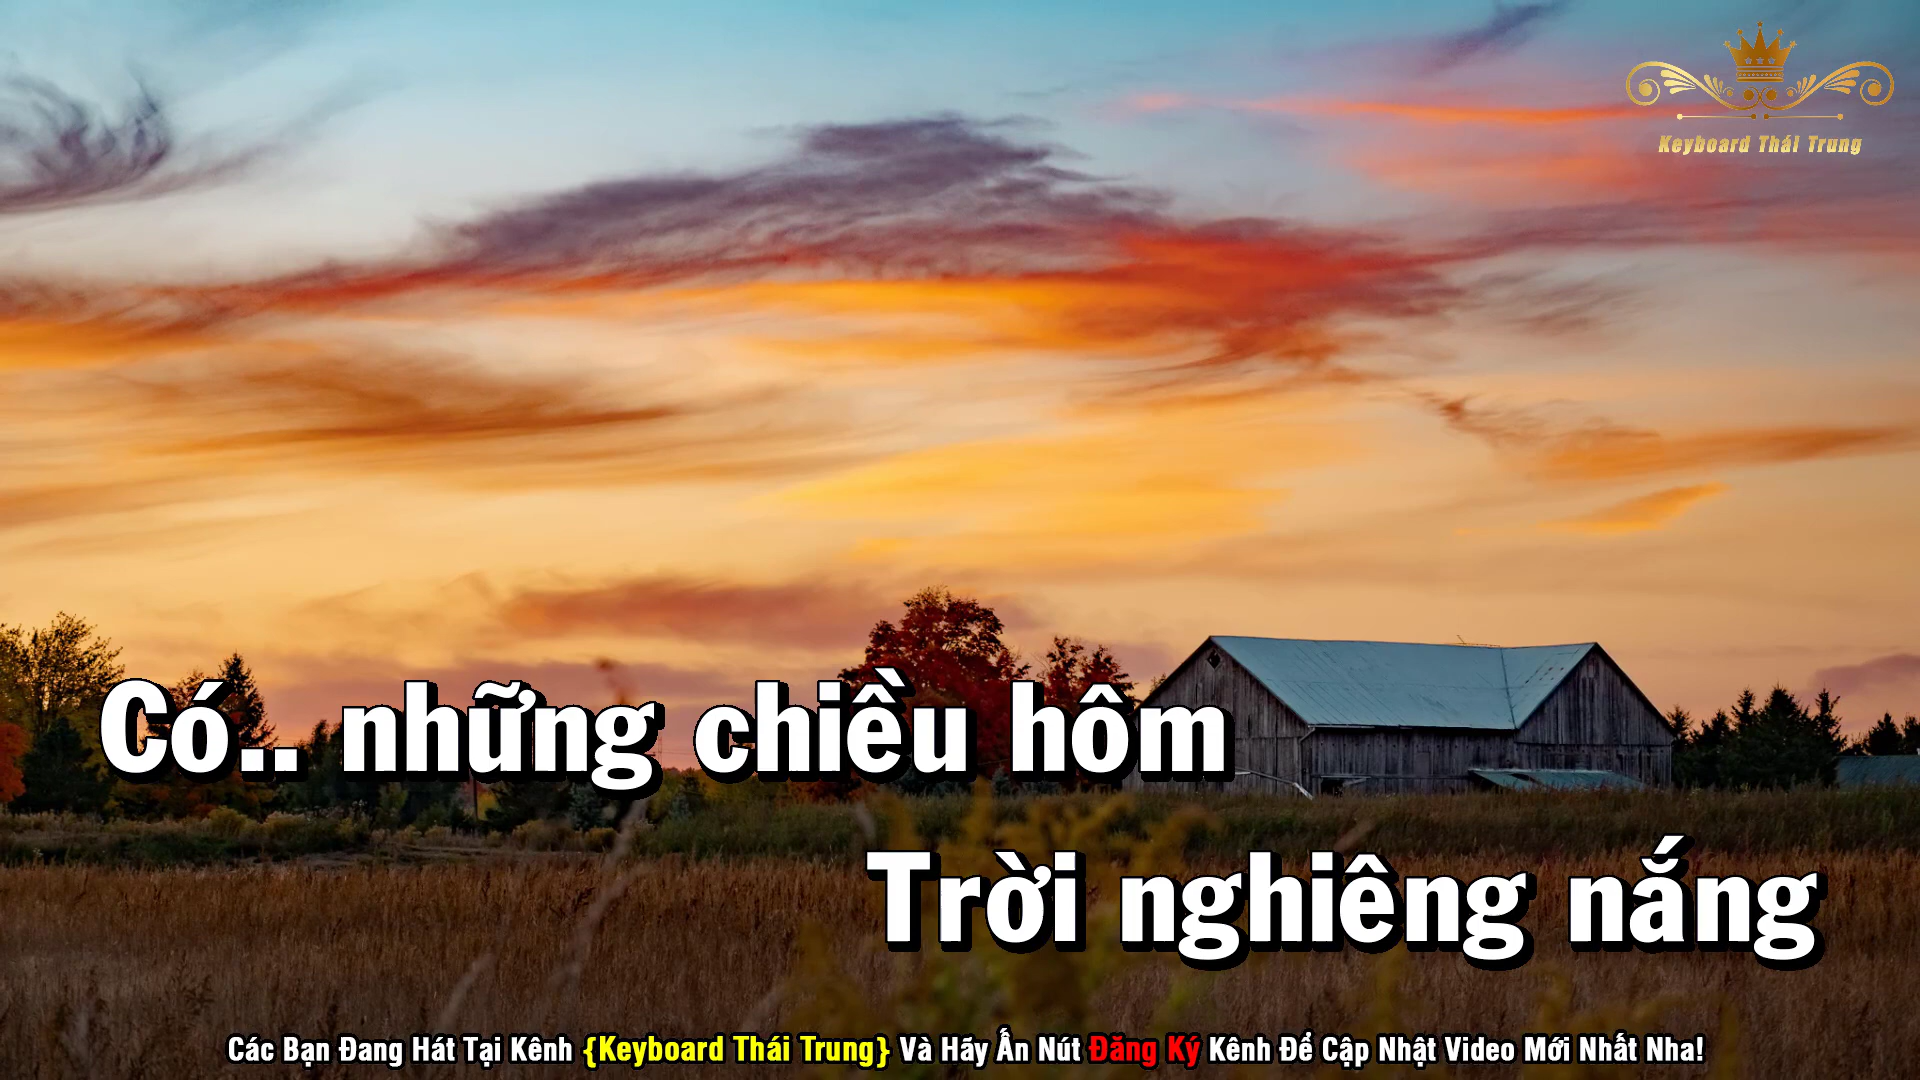 Keyboard Thái Trung
Có.. những chiều hôm
Trời nghiêng nắng
Các Bạn Đang Hát Tại Kênh {Keyboard Thái Trung} Và Hãy Ấn Nút Đăng Ký Kênh Để Cập Nhật Video Mới Nhất Nha!